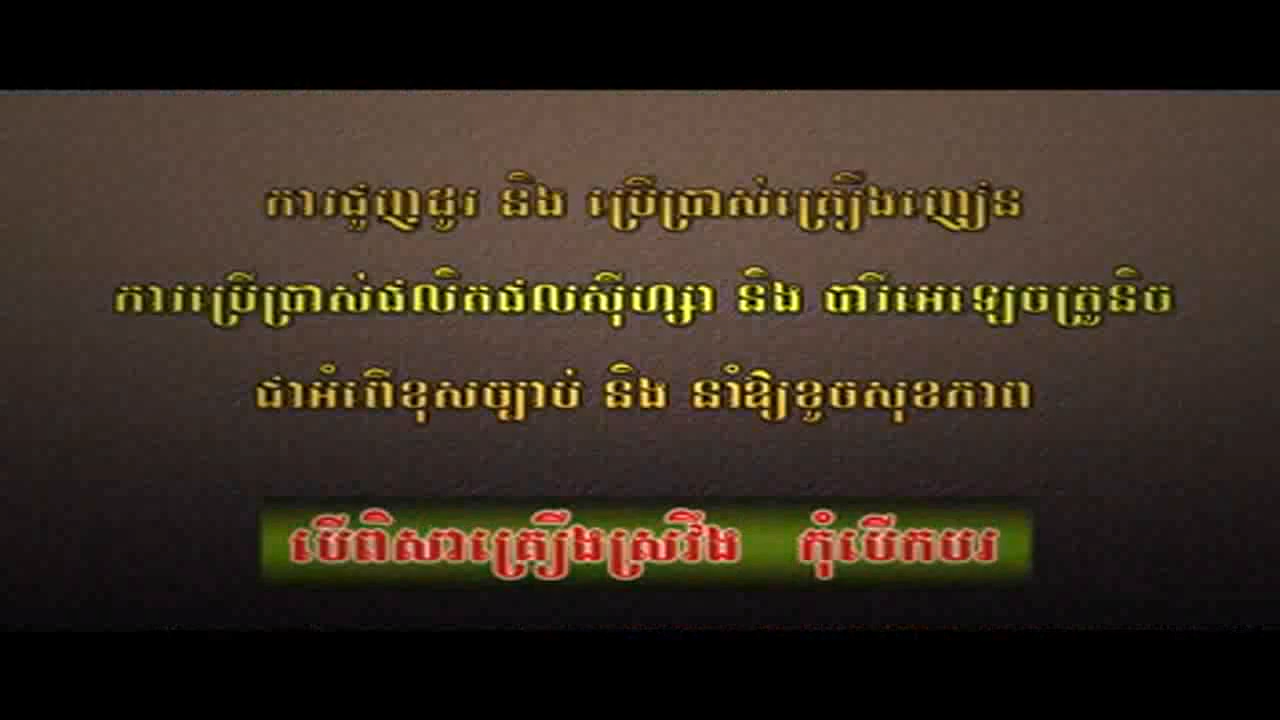 ការជួញដូរ និង ប្រើប្រាស់គ្រឿងញៀន
ការប្រើប្រាស់ផលិតផលស៊ីហ្សា និង បារីអេឡេចត្រូនិច
ជាអំពើខុសច្បាប់ និង នាំឱ្យខូចសុខភាព
បើពិសាគ្រឿងស្រវឹង កុំបើកបរ